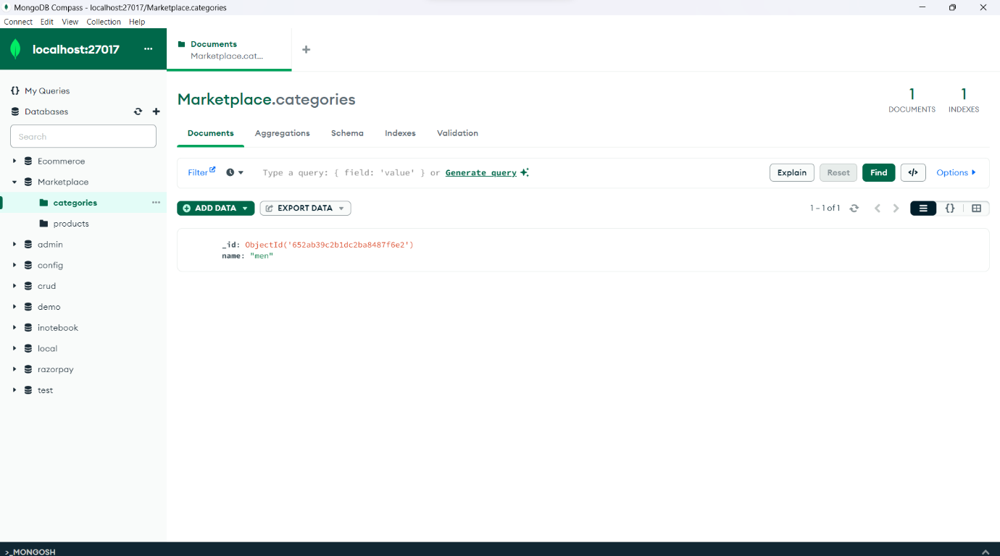 MongoDB Compass - localhost:27017/Marketplace.categories
Connect Edit View Collection Help
localhost:27017
Documents
Marketplace.cat...
My Queries
Databases
Search
Ecommerce
Marketplace
categories
products
admin
config
crud
demo
inotebook
local
razorpay
test
Marketplace.categories
1 DOCUMENTS
1 INDEXES
Documents Aggregations Schema Indexes Validation
Filter Type a query: { field: 'value' } or Generate query Explain Reset Find </> Options
ADD DATA EXPORT DATA 1 – 1 of 1 {}
_id: ObjectId('652ab39c2b1dc2ba8487f6e2')
name: "men"
>_MONGOSH